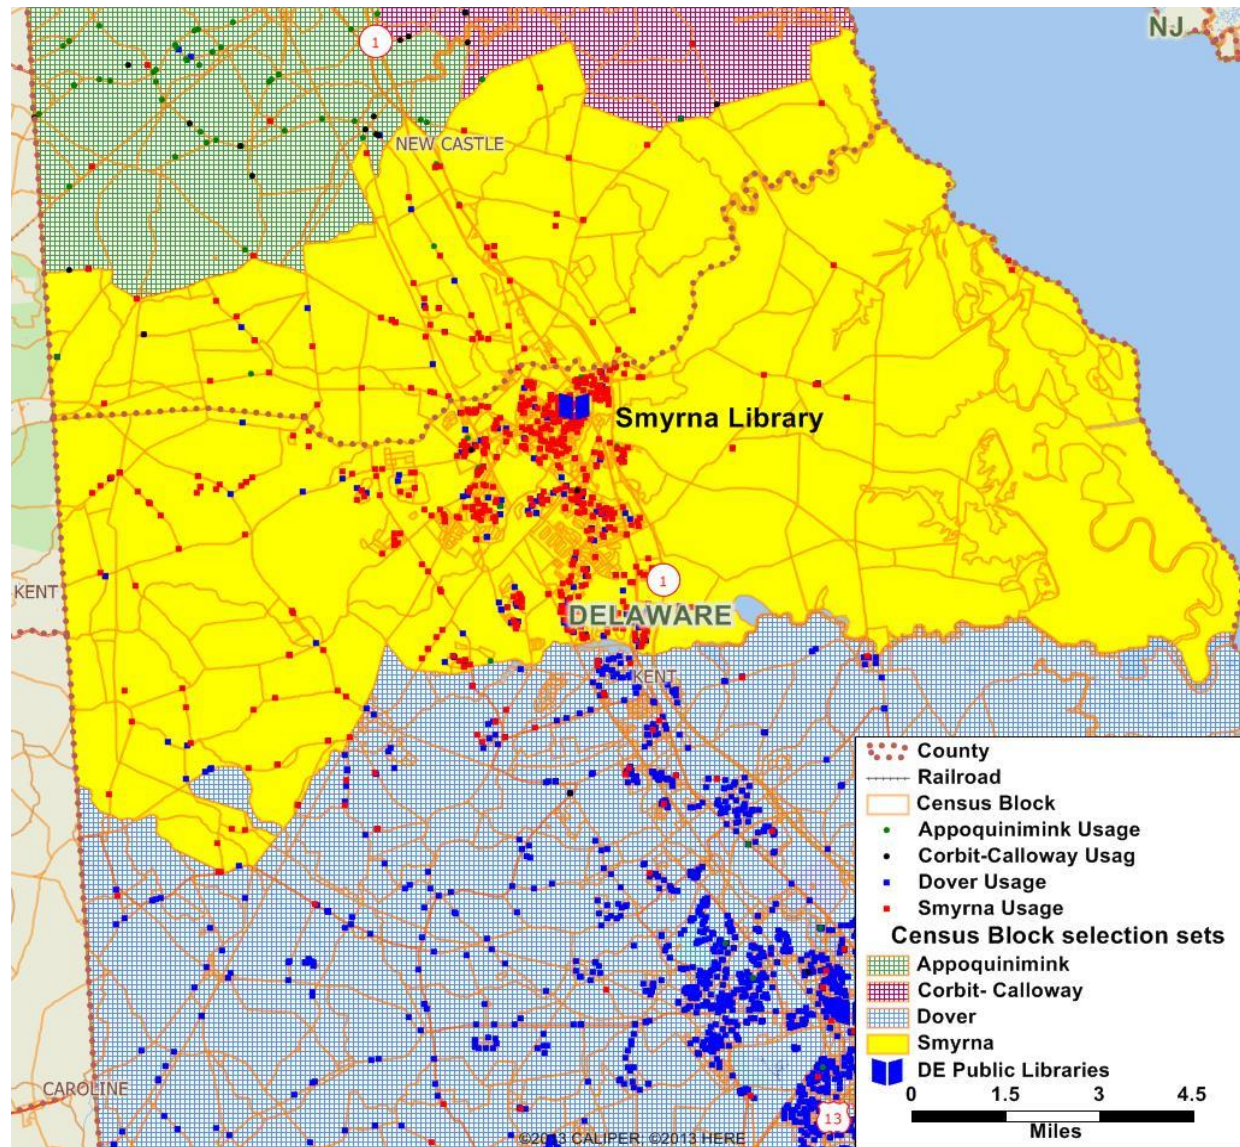 NJ
1
NEW CASTLE
Smyrna Library
KENT
1
DELAWARE
KENT
County
Railroad
Census Block
Appoquinimink Usage
Corbit-Calloway Usag
Dover Usage
Smyrna Usage
Census Block selection sets
Appoquinimink
Corbit- Calloway
Dover
Smyrna
DE Public Libraries
CAROLINE
0 1.5 3 4.5
Miles
13
©2013 CALIPER; ©2013 HERE